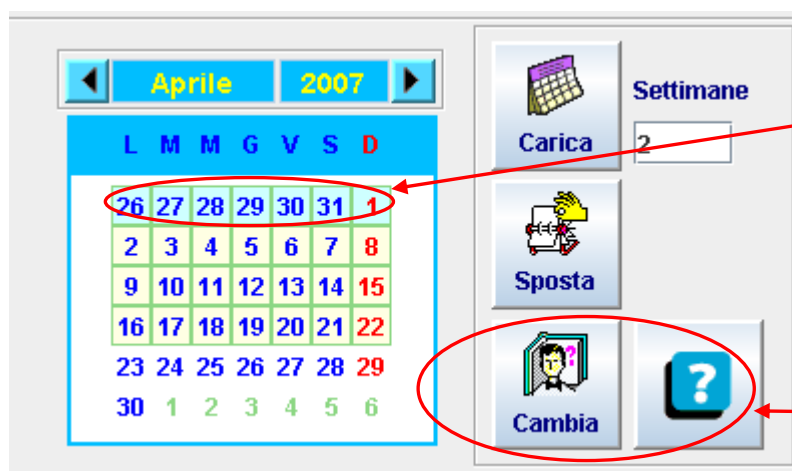 Aprile 2007
L M M G V S D
26 27 28 29 30 31 1
2 3 4 5 6 7 8
9 10 11 12 13 14 15
16 17 18 19 20 21 22
23 24 25 26 27 28 29
30 1 2 3 4 5 6
Carica
Settimane
2
Sposta
Cambia
?
?